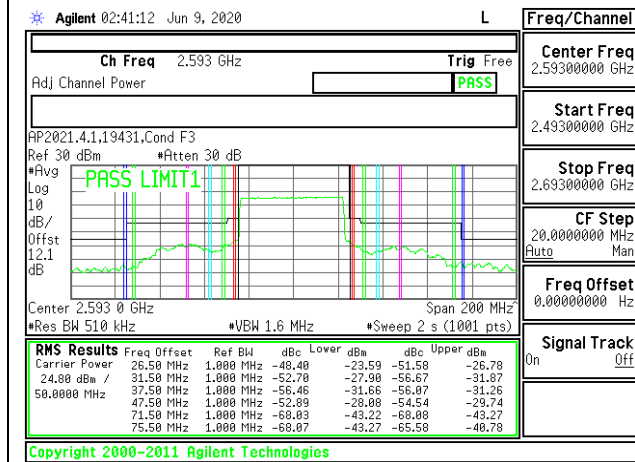 Agilent 02:41:12 Jun 9, 2020 L
Freq/Channel
Ch Freq 2.593 GHz Trig Free
Adj Channel Power PASS
Center Freq
2.59300000 GHz
Start Freq
2.49300000 GHz
Stop Freq
2.69300000 GHz
CF Step
20.0000000 MHz
Auto Man
Freq Offset
0.00000000 Hz
Signal Track
On Off
AP2021.4.1,19431,Cond F3
Ref 30 dBm #Atten 30 dB
#Avg
Log
10
dB/
Offst
12.1
dB
PASS LIMIT1
Center 2.593 0 GHz Span 200 MHz^
#Res BW 510 kHz #VBW 1.6 MHz #Sweep 2 s (1001 pts)
RMS Results Freq Offset Ref BW dBc Lower dBm dBc Upper dBm
Carrier Power 26.50 MHz 1.000 MHz -48.40 -23.59 -51.58 -26.78
24.80 dBm / 31.50 MHz 1.000 MHz -52.70 -27.90 -56.67 -31.87
50.0000 MHz 37.50 MHz 1.000 MHz -56.46 -31.66 -56.07 -31.26
47.50 MHz 1.000 MHz -52.89 -28.08 -54.54 -29.74
71.50 MHz 1.000 MHz -68.03 -43.22 -68.08 -43.27
75.50 MHz 1.000 MHz -68.07 -43.27 -65.58 -40.78
Copyright 2000-2011 Agilent Technologies